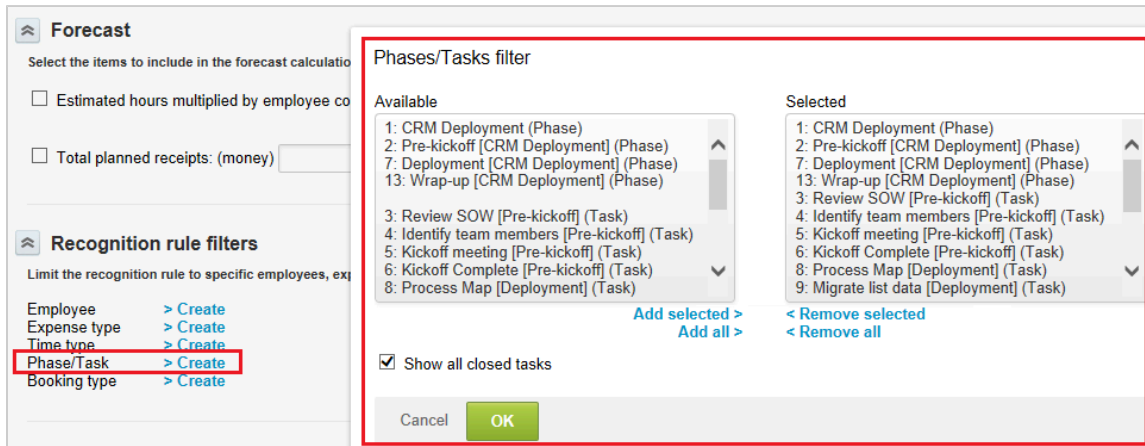 Forecast
Select the items to include in the forecast calculatio
Estimated hours multiplied by employee co
Total planned receipts: (money)
Recognition rule filters
Limit the recognition rule to specific employees, exp
Employee > Create
Expense type > Create
Time type > Create
Phase/Task > Create
Booking type > Create
Phases/Tasks filter
Available
1: CRM Deployment (Phase)
2: Pre-kickoff [CRM Deployment] (Phase)
7: Deployment [CRM Deployment] (Phase)
13: Wrap-up [CRM Deployment] (Phase)
3: Review SOW [Pre-kickoff] (Task)
4: Identify team members [Pre-kickoff] (Task)
5: Kickoff meeting [Pre-kickoff] (Task)
6: Kickoff Complete [Pre-kickoff] (Task)
8: Process Map [Deployment] (Task)
Add selected >
Add all >
Selected
1: CRM Deployment (Phase)
2: Pre-kickoff [CRM Deployment] (Phase)
7: Deployment [CRM Deployment] (Phase)
13: Wrap-up [CRM Deployment] (Phase)
3: Review SOW [Pre-kickoff] (Task)
4: Identify team members [Pre-kickoff] (Task)
5: Kickoff meeting [Pre-kickoff] (Task)
6: Kickoff Complete [Pre-kickoff] (Task)
8: Process Map [Deployment] (Task)
9: Migrate list data [Deployment] (Task)
< Remove selected
< Remove all
Show all closed tasks
Cancel OK